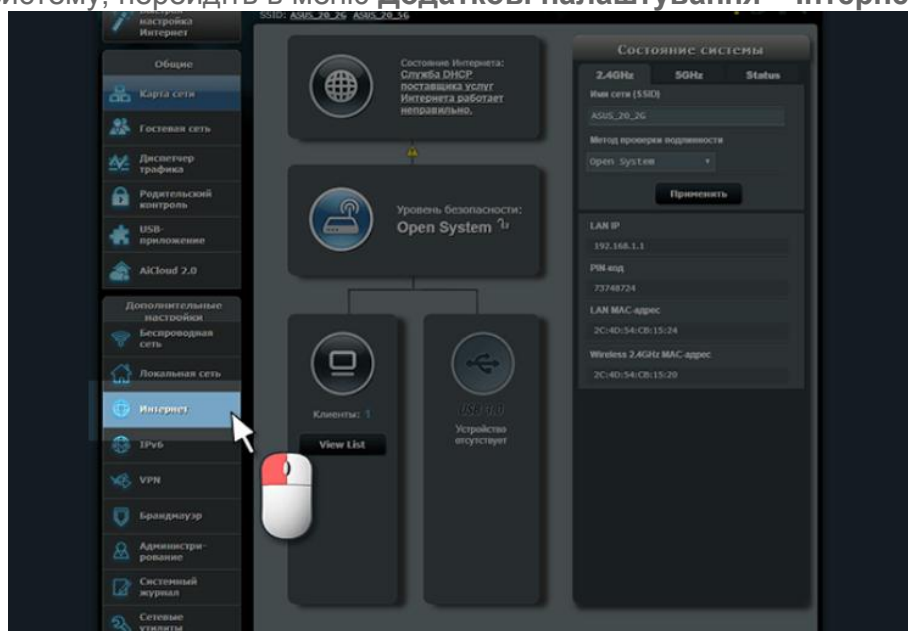 систему, перейдіть в меню Додаткові налаштування – Інтерне
настройка
Интернет
SSID: ASUS_20_2G ASUS_20_5G
Общие
Карта сети
Гостевая сеть
Диспетчер
трафика
Родительский
контроль
USB-
приложение
AiCloud 2.0
Дополнительные
настройки
Беспроводная
сеть
Локальная сеть
Интернет
IPv6
VPN
Брандмауэр
Администри-
рование
Системный
журнал
Сетевые
утилиты
Состояние Интернета:
Служба DHCP
поставщика услуг
Интернета работает
неправильно.
Уровень безопасности:
Open System
Клиенты: 1
View List
USB 3.0
Устройство
отсутствует
Состояние системы
2.4GHz 5GHz Status
Имя сети (SSID)
ASUS_20_2G
Метод проверки подлинности
Open System
Применить
LAN IP
192.168.1.1
PIN-код
73748724
LAN MAC-адрес
2C:4D:54:CB:15:24
Wireless 2.4GHz MAC-адрес
2C:4D:54:CB:15:20